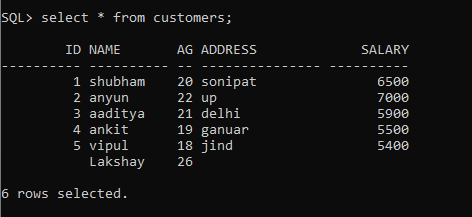 SQL> select * from customers;
ID NAME AG ADDRESS SALARY
---------- --------------- -- --------------- ----------
1 shubham 20 sonipat 6500
2 anyun 22 up 7000
3 aaditya 21 delhi 5900
4 ankit 19 ganuar 5500
5 vipul 18 jind 5400
Lakshay 26
6 rows selected.